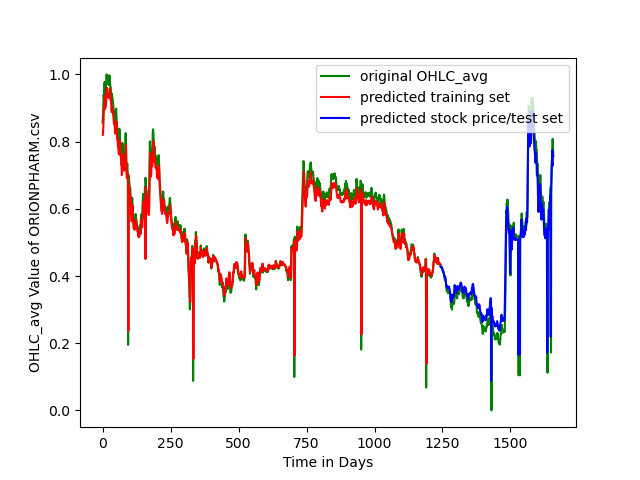 original OHLC_avg
predicted training set
predicted stock price/test set
OHLC_avg Value of ORIONPHARM.csv
1.0
0.8
0.6
0.4
0.2
0.0
0
250
500
750
1000
1250
1500
Time in Days